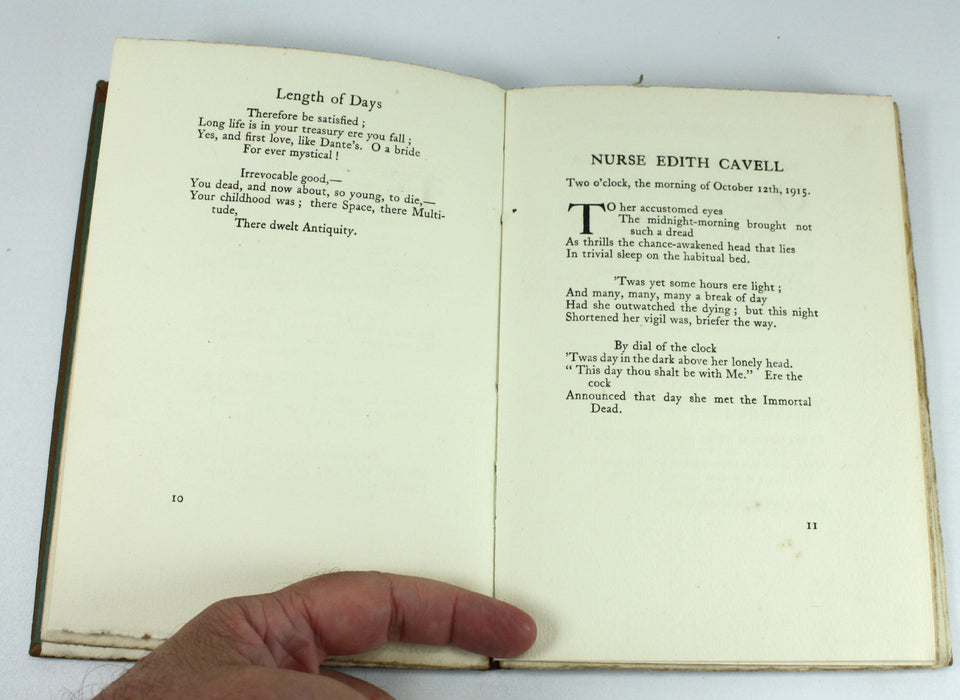 Length of Days
Therefore be satisfied ;
Long life is in your treasury ere you fall ;
Yes, and first love, like Dante's. O a bride
For ever mystical !
Irrevocable good,—
You dead, and now about, so young, to die,—
Your childhood was ; there Space, there Multi-
tude,
There dwelt Antiquity.
10
NURSE EDITH CAVELL
Two o'clock, the morning of October 12th, 1915.
TO her accustomed eyes
The midnight-morning brought not
such a dread
As thrills the chance-awakened head that lies
In trivial sleep on the habitual bed.
'Twas yet some hours ere light ;
And many, many, many a break of day
Had she outwatched the dying ; but this night
Shortened her vigil was, briefer the way.
By dial of the clock
'Twas day in the dark above her lonely head.
“ This day thou shalt be with Me.” Ere the
cock
Announced that day she met the Immortal
Dead.
11